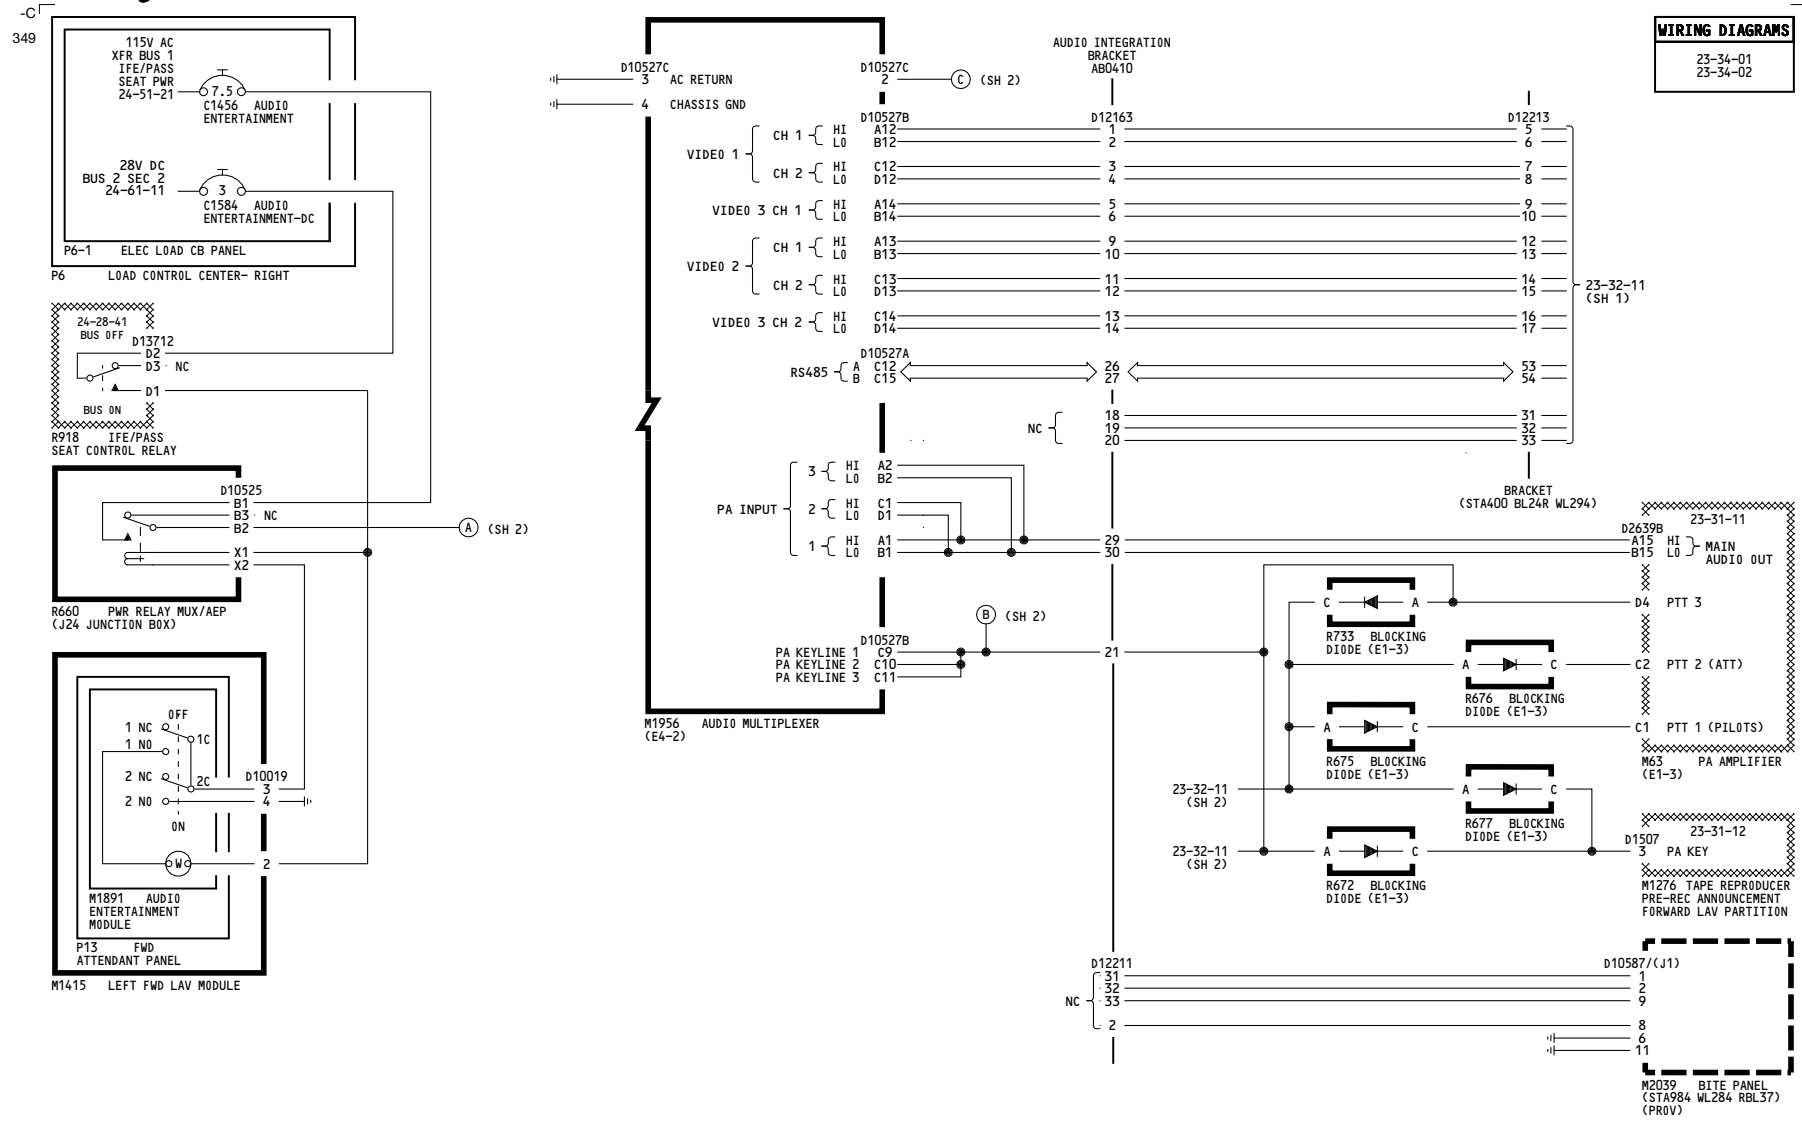 -C
349
115V AC
XFR BUS 1
IFE/PASS
SEAT PWR
24-51-21
7.5
C1456 AUDIO
ENTERTAINMENT
28V DC
BUS 2 SEC 2
24-61-11
3
C1584 AUDIO
ENTERTAINMENT-DC
P6-1 ELEC LOAD CB PANEL
P6 LOAD CONTROL CENTER- RIGHT
24-28-41
BUS OFF
D13712
D2
D3 NC
D1
BUS ON
R918 IFE/PASS
SEAT CONTROL RELAY
D10525
B1
B3 NC
B2
A (SH 2)
X1
X2
R660 PWR RELAY MUX/AEP
(J24 JUNCTION BOX)
OFF
1 NC
1C
1 NO
2 NC
2C
D10019
3
2 NO
4
ON
W
2
M1891 AUDIO
ENTERTAINMENT
MODULE
P13 FWD
ATTENDANT PANEL
M1415 LEFT FWD LAV MODULE
D10527C
3 AC RETURN
4 CHASSIS GND
D10527C
2
C (SH 2)
D10527B
VIDEO 1
CH 1
HI A12
LO B12
CH 2
HI C12
LO D12
VIDEO 3 CH 1
HI A14
LO B14
VIDEO 2
CH 1
HI A13
LO B13
CH 2
HI C13
LO D13
VIDEO 3 CH 2
HI C14
LO D14
D10527A
RS485
A C12
B C15
PA INPUT
3
HI A2
LO B2
2
HI C1
LO D1
1
HI A1
LO B1
B (SH 2)
D10527B
PA KEYLINE 1 C9
PA KEYLINE 2 C10
PA KEYLINE 3 C11
M1956 AUDIO MULTIPLEXER
(E4-2)
AUDIO INTEGRATION
BRACKET
AB0410
D12163
1
2
3
4
5
6
9
10
11
12
13
14
26
27
NC
18
19
20
29
30
21
D12213
5
6
7
8
9
10
12
13
14
15
16
17
53
54
31
32
33
23-32-11
(SH 1)
BRACKET
(STA400 BL24R WL294)
WIRING DIAGRAMS
23-34-01
23-34-02
D2639B
23-31-11
A15 HI
B15 LO
MAIN
AUDIO OUT
C A
D4 PTT 3
R733 BLOCKING
DIODE (E1-3)
A C
C2 PTT 2 (ATT)
R676 BLOCKING
DIODE (E1-3)
A C
C1 PTT 1 (PILOTS)
R675 BLOCKING
DIODE (E1-3)
M63 PA AMPLIFIER
(E1-3)
23-32-11
(SH 2)
A C
R677 BLOCKING
DIODE (E1-3)
23-32-11
(SH 2)
A C
R672 BLOCKING
DIODE (E1-3)
D1507
23-31-12
3 PA KEY
M1276 TAPE REPRODUCER
PRE-REC ANNOUNCEMENT
FORWARD LAV PARTITION
D12211
NC
31
32
33
2
D10587/(J1)
1
2
9
8
6
11
M2039 BITE PANEL
(STA984 WL284 RBL37)
(PROV)